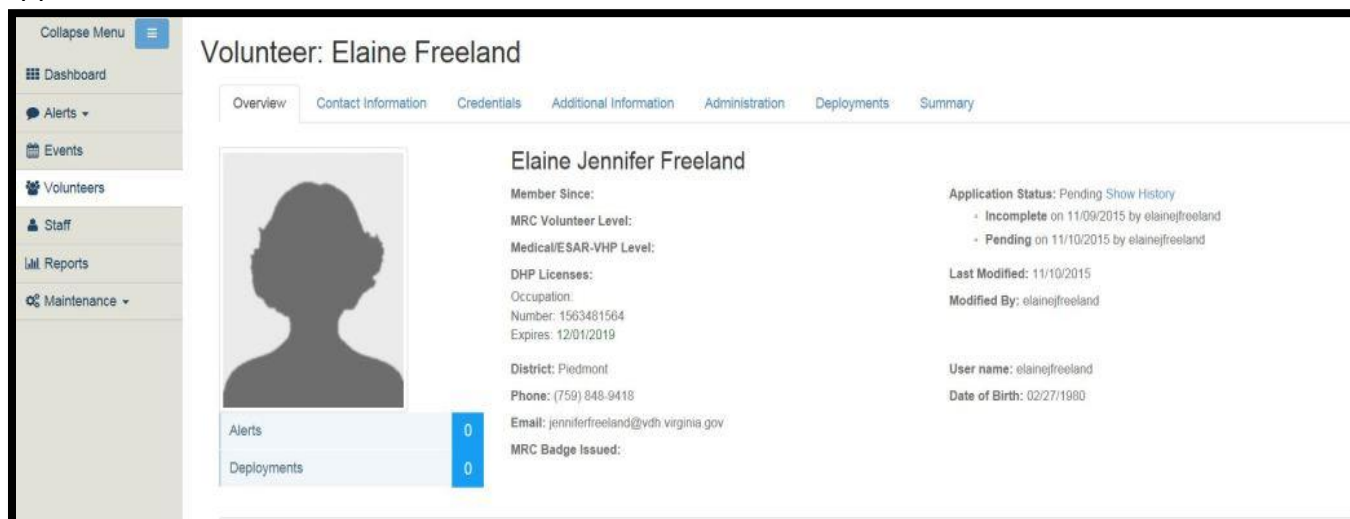 Collapse Menu
Dashboard
Alerts
Events
Volunteers
Staff
Reports
Maintenance
Volunteer: Elaine Freeland
Overview Contact Information Credentials Additional Information Administration Deployments Summary
Alerts 0
Deployments 0
Elaine Jennifer Freeland
Member Since:
MRC Volunteer Level:
Medical/ESAR-VHP Level:
DHP Licenses:
Occupation:
Number: 1563481564
Expires: 12/01/2019
District: Piedmont
Phone: (759) 848-9418
Email: jenniferfreeland@vdh.virginia.gov
MRC Badge Issued:
Application Status: Pending Show History
Incomplete on 11/09/2015 by elainejfreeland
Pending on 11/10/2015 by elainejfreeland
Last Modified: 11/10/2015
Modified By: elainejfreeland
User name: elainejfreeland
Date of Birth: 02/27/1980